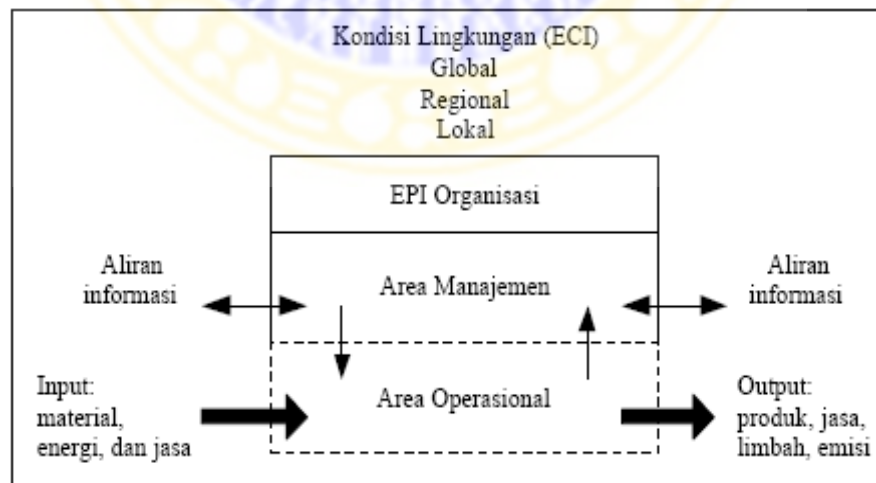 Kondisi Lingkungan (ECI)
Global
Regional
Lokal
EPI Organisasi
Aliran
informasi
Area Manajemen
Aliran
informasi
Input:
material,
energi, dan jasa
Area Operasional
Output:
produk, jasa,
limbah, emisi